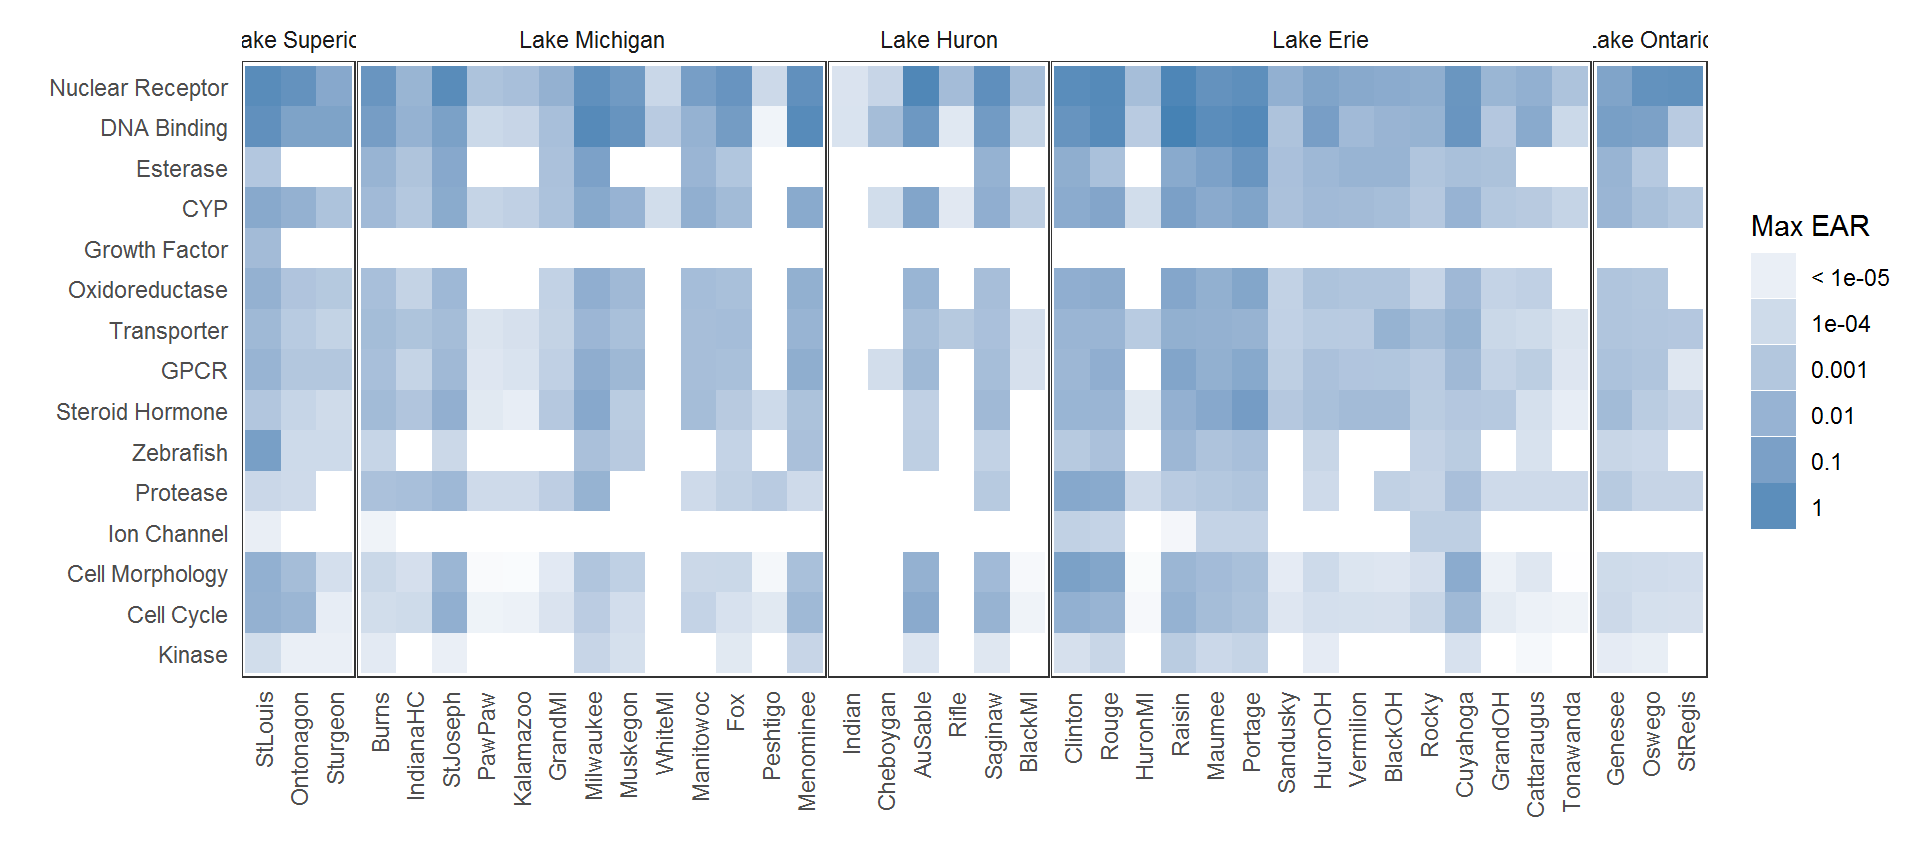 ake Superic
Lake Michigan
Lake Huron
Lake Erie
.ake Ontaric
Nuclear Receptor
DNA Binding
Esterase
CYP
Growth Factor
Oxidoreductase
Transporter
GPCR
Steroid Hormone
Zebrafish
Protease
Ion Channel
Cell Morphology
Cell Cycle
Kinase
StLouis
Ontonagon
Sturgeon
Burns
IndianaHC
StJoseph
PawPaw
Kalamazoo
GrandMI
Milwaukee
Muskegon
WhiteMI
Manitowoc
Fox
Peshtigo
Menominee
Indian
Cheboygan
AuSable
Rifle
Saginaw
BlackMI
Clinton
Rouge
HuronMI
Raisin
Maumee
Portage
Sandusky
HuronOH
Vermilion
BlackOH
Rocky
Cuyahoga
GrandOH
Cattaraugus
Tonawanda
Genesee
Oswego
StRegis
Max EAR
< 1e-05
1e-04
0.001
0.01
0.1
1